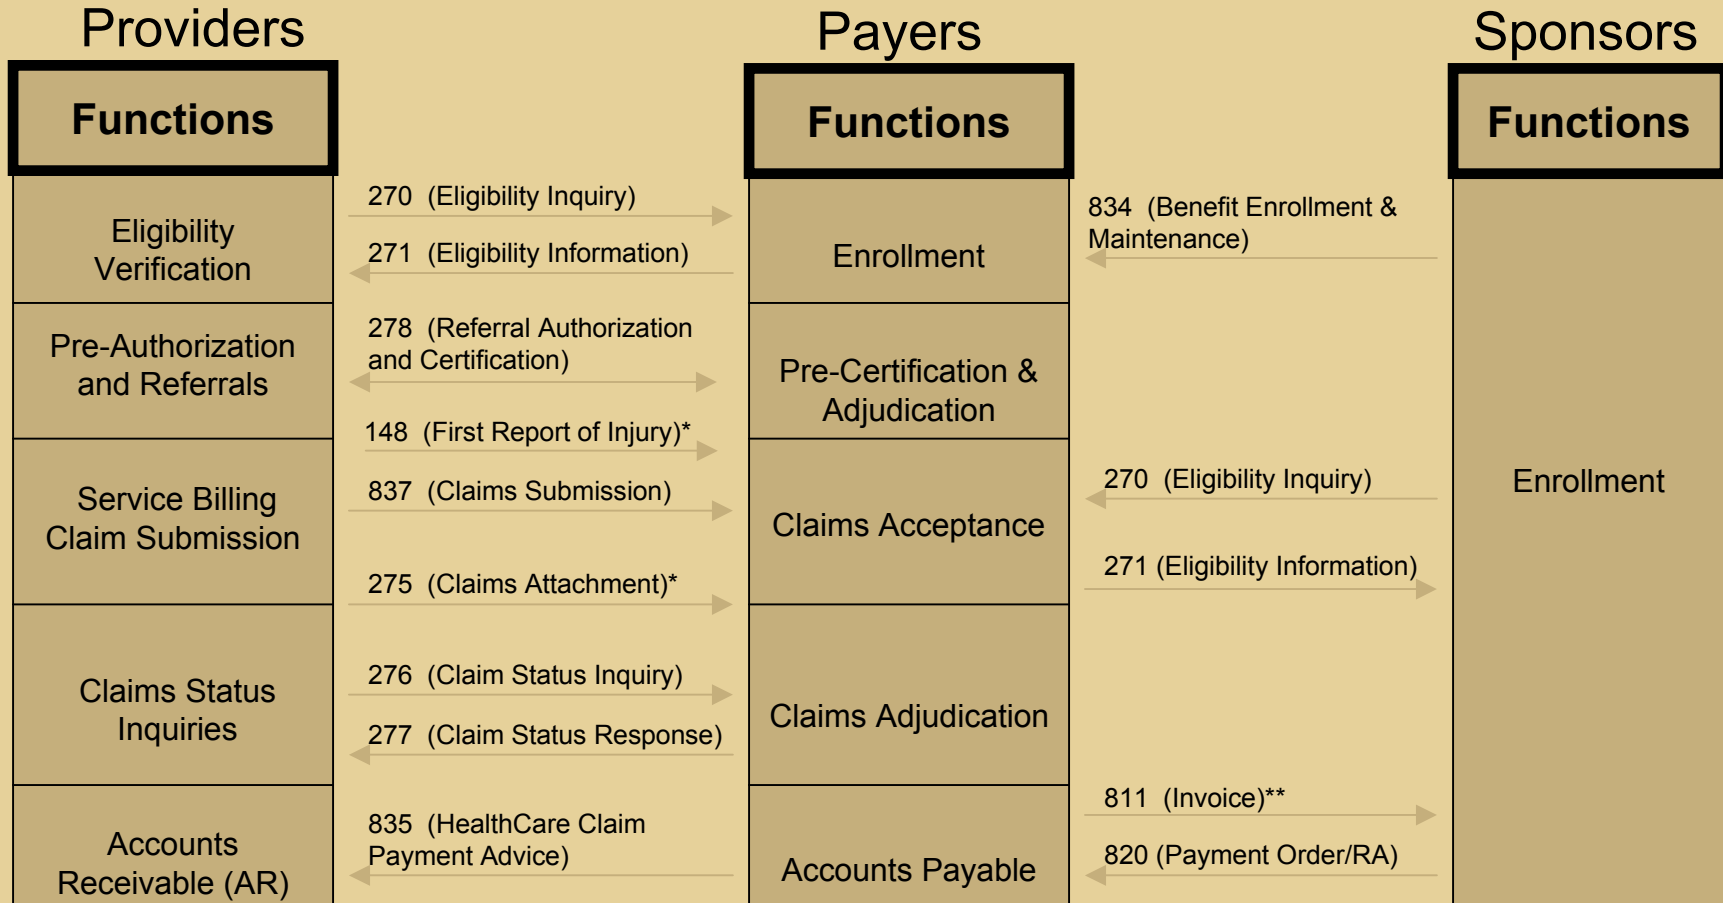 Providers
Payers
Sponsors
Functions
Functions
Functions
Eligibility
Verification
270 (Eligibility Inquiry)
271 (Eligibility Information)
Enrollment
834 (Benefit Enrollment &
Maintenance)
Pre-Authorization
and Referrals
278 (Referral Authorization
and Certification)
Pre-Certification &
Adjudication
148 (First Report of Injury)*
Service Billing
Claim Submission
837 (Claims Submission)
275 (Claims Attachment)*
Claims Acceptance
270 (Eligibility Inquiry)
271 (Eligibility Information)
Enrollment
Claims Status
Inquiries
276 (Claim Status Inquiry)
277 (Claim Status Response)
Claims Adjudication
Accounts
Receivable (AR)
835 (HealthCare Claim
Payment Advice)
Accounts Payable
811 (Invoice)**
820 (Payment Order/RA)